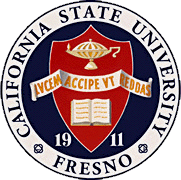 CALIFORNIA STATE UNIVERSITY
LVCEM ACCIPE VT REDDAS
19 11
FRESNO